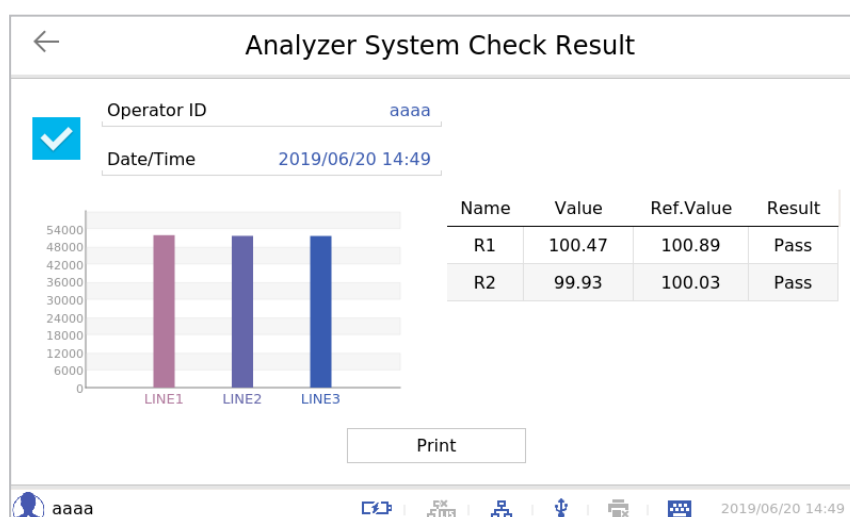 Analyzer System Check Result
Operator ID aaaa
Date/Time 2019/06/20 14:49
Name Value Ref.Value Result
R1 100.47 100.89 Pass
R2 99.93 100.03 Pass
54000
48000
42000
36000
30000
24000
18000
12000
6000
0
LINE1 LINE2 LINE3
Print
aaaa 2019/06/20 14:49